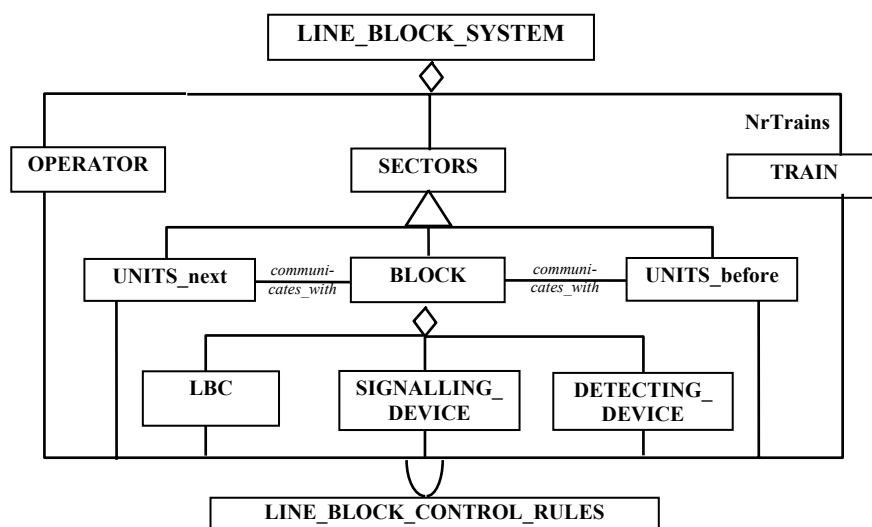 LINE_BLOCK_SYSTEM
NrTrains
OPERATOR
SECTORS
TRAIN
UNITS_next
communi-
cates_with
BLOCK
communi-
cates_with
UNITS_before
LBC
SIGNALLING_
DEVICE
DETECTING_
DEVICE
LINE_BLOCK_CONTROL_RULES